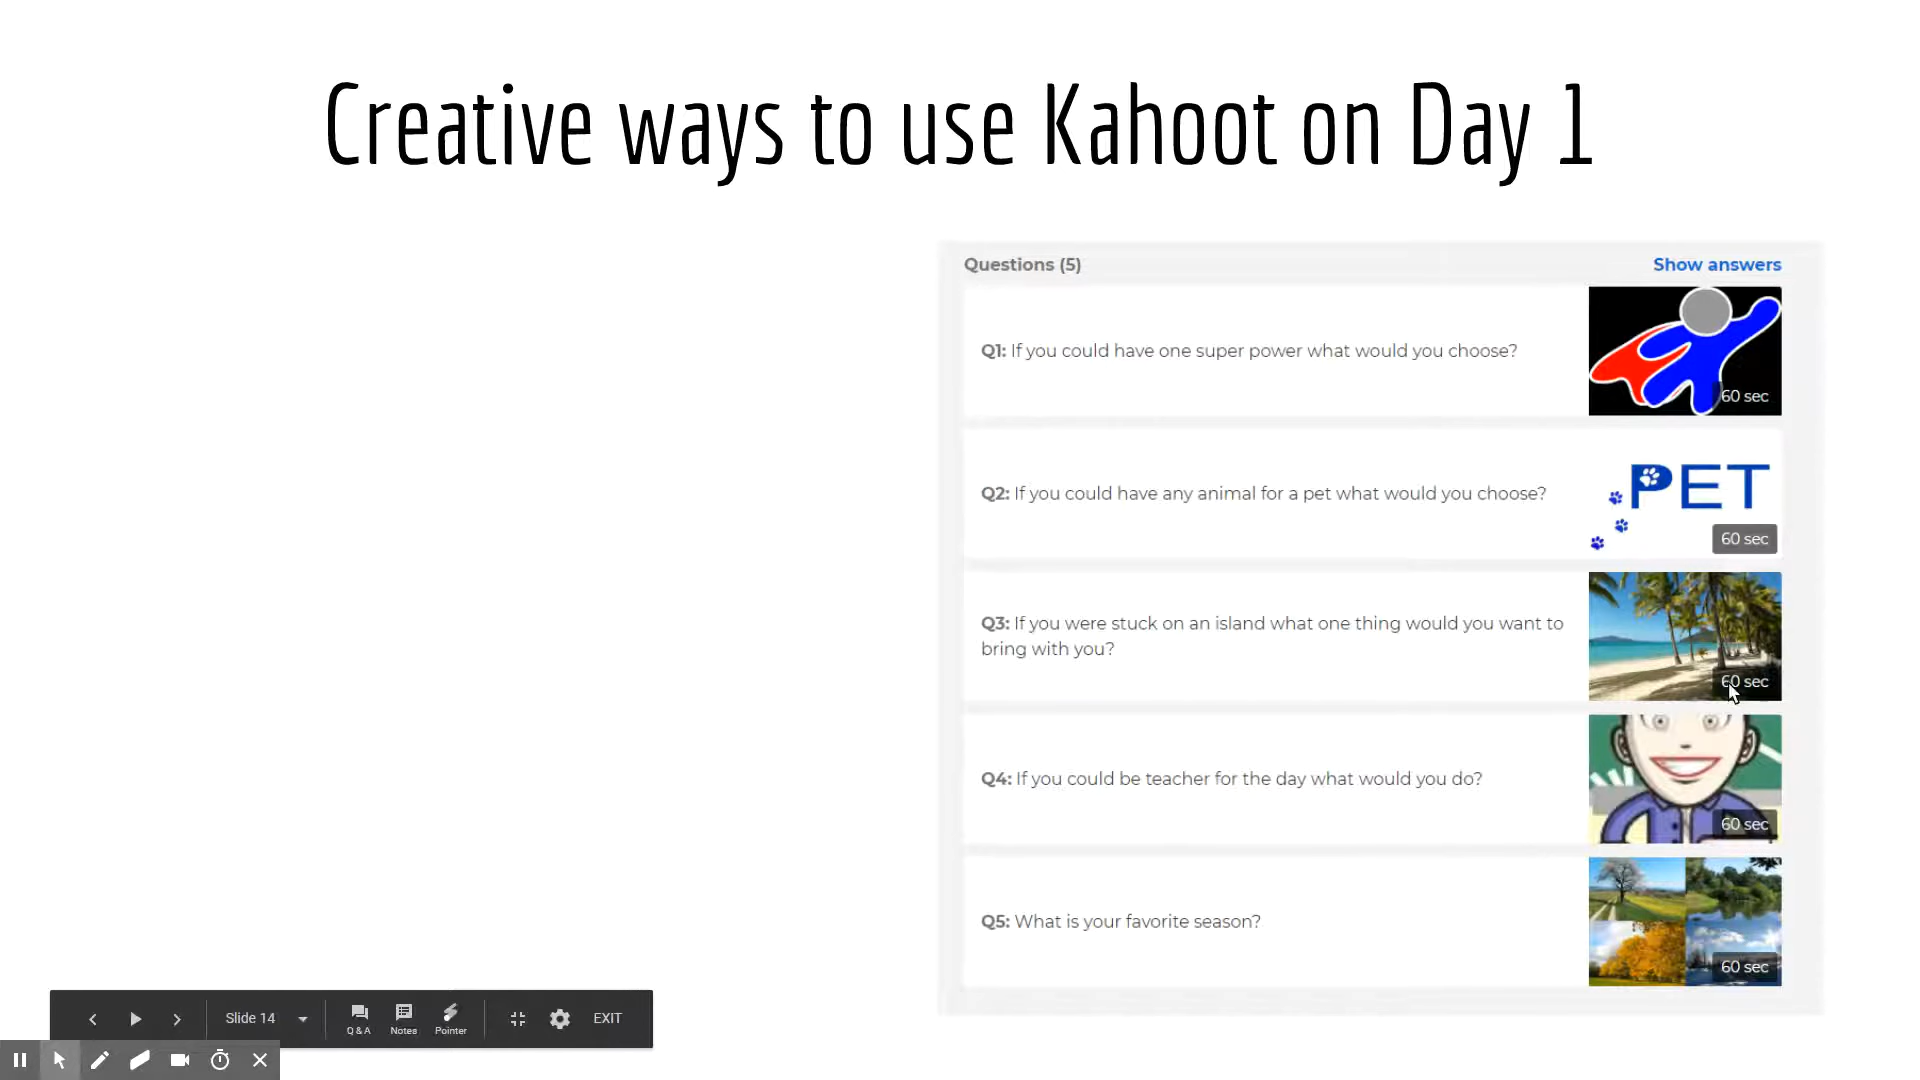 Creative ways to use Kahoot on Day 1
Questions (5)
Show answers
Q1: If you could have one super power what would you choose?
60 sec
Q2: If you could have any animal for a pet what would you choose?
PET
60 sec
Q3: If you were stuck on an island what one thing would you want to
bring with you?
60 sec
Q4: If you could be teacher for the day what would you do?
60 sec
Q5: What is your favorite season?
60 sec
Slide 14
Q & A
Notes
Pointer
EXIT